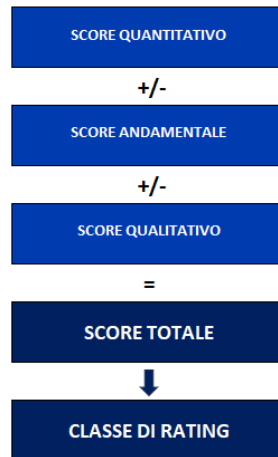 SCORE QUANTITATIVO
+/-
SCORE ANDAMENTALE
+/-
SCORE QUALITATIVO
=
SCORE TOTALE
CLASSE DI RATING